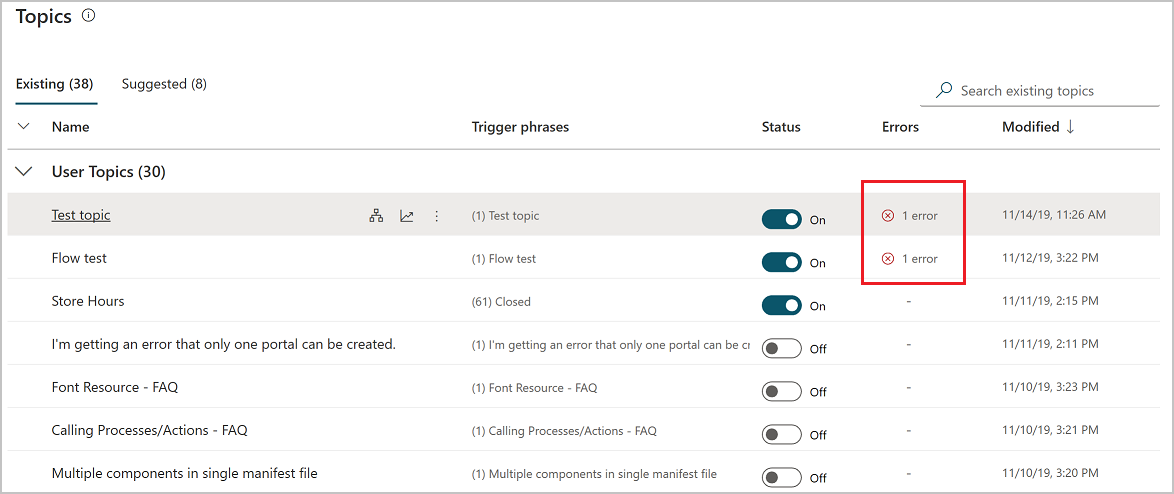 Topics
Existing (38) Suggested (8)
Search existing topics
Name Trigger phrases Status Errors Modified ↓
User Topics (30)
Test topic (1) Test topic On 1 error 11/14/19, 11:26 AM
Flow test (1) Flow test On 1 error 11/12/19, 3:22 PM
Store Hours (61) Closed On - 11/11/19, 2:15 PM
I'm getting an error that only one portal can be created. (1) I'm getting an error that only one portal can be cr Off - 11/11/19, 2:11 PM
Font Resource - FAQ (1) Font Resource - FAQ Off - 11/10/19, 3:23 PM
Calling Processes/Actions - FAQ (1) Calling Processes/Actions - FAQ Off - 11/10/19, 3:21 PM
Multiple components in single manifest file (1) Multiple components in single manifest file Off - 11/10/19, 3:20 PM